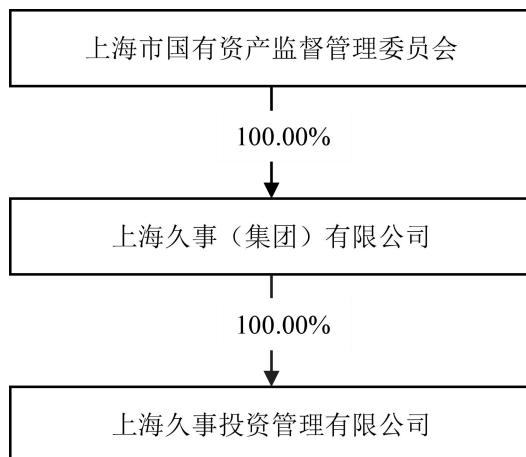 上海市国有资产监督管理委员会
100.00%
上海久事（集团）有限公司
100.00%
上海久事投资管理有限公司